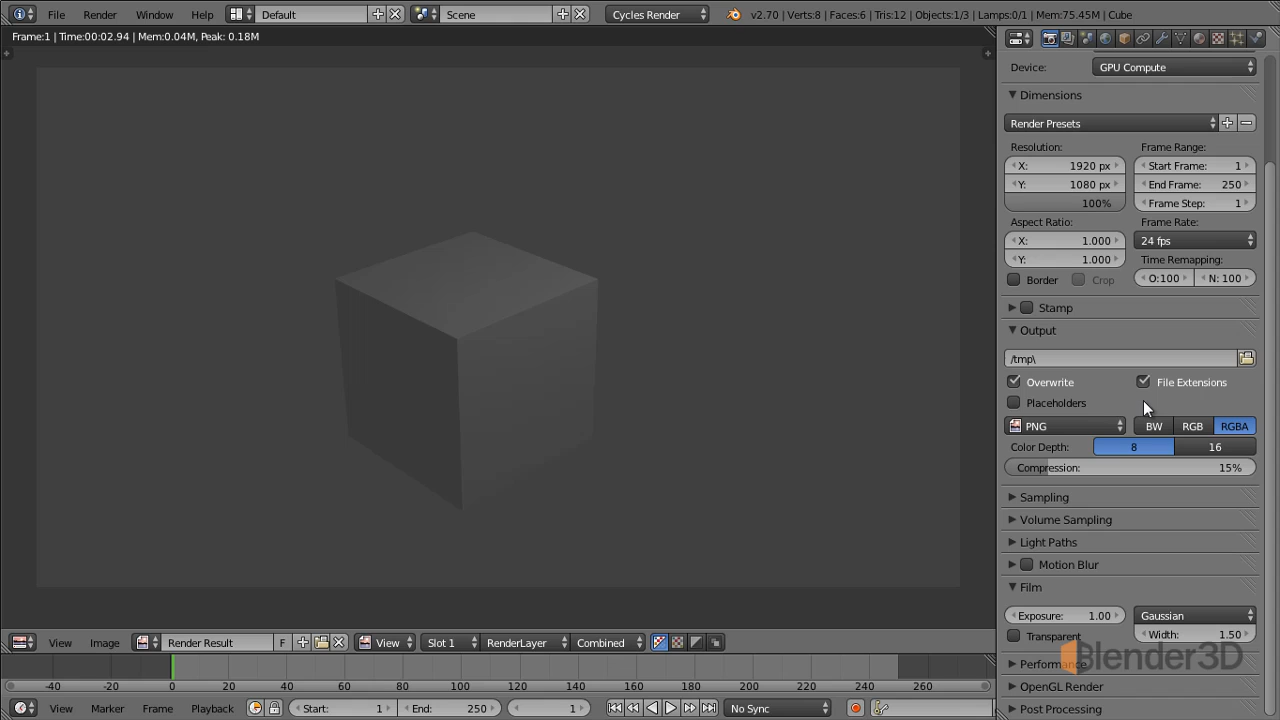 File Render Window Help Default Scene Cycles Render v2.70 | Verts:8 | Faces:6 | Tris:12 | Objects:1/3 | Lamps:0/1 | Mem:75.45M | Cube
Frame:1 | Time:00:02.94 | Mem:0.04M, Peak: 0.18M
Device: GPU Compute
Dimensions
Render Presets
Resolution: Frame Range:
X: 1920 px Start Frame: 1
Y: 1080 px End Frame: 250
100% Frame Step: 1
Aspect Ratio: Frame Rate:
X: 1.000 24 fps
Y: 1.000 Time Remapping:
Border Crop O:100 N: 100
Stamp
Output
/tmp\
Overwrite File Extensions
Placeholders
PNG BW RGB RGBA
Color Depth: 8 16
Compression: 15%
Sampling
Volume Sampling
Light Paths
Motion Blur
Film
Exposure: 1.00 Gaussian
Transparent Width: 1.50
Performance
OpenGL Render
Post Processing
Blender3D
View Image Render Result F View Slot 1 RenderLayer Combined
-40 -20 0 20 40 60 80 100 120 140 160 180 200 220 240 260
View Marker Frame Playback Start: 1 End: 250 1 No Sync